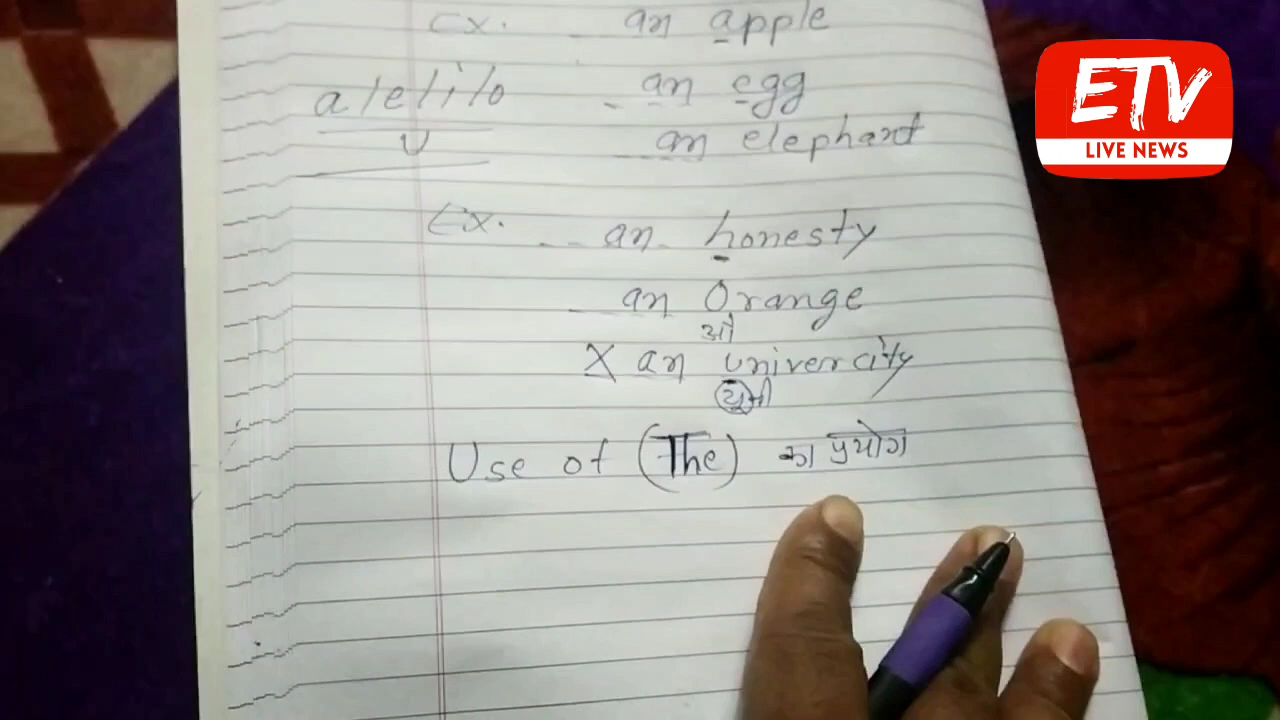 Ex. an apple
a/e/i/o an egg
U an elephant
Ex. an honesty
an Orange
ओ
X an univercity
यूनी
Use of (The) का प्रयोग
ETV
LIVE NEWS